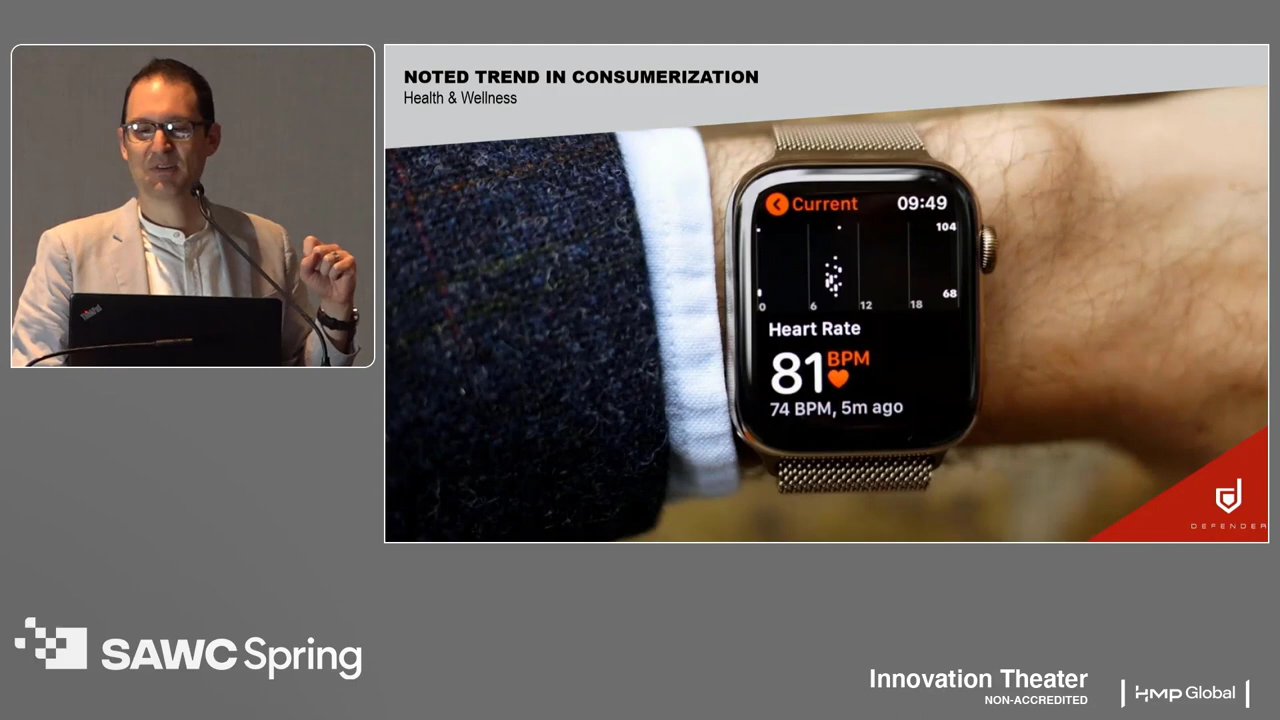 NOTED TREND IN CONSUMERIZATION
Health & Wellness
Current
09:49
104
68
0 6 12 18
Heart Rate
81 BPM
74 BPM, 5m ago
DEFENDER
ThinkPad
SAWC Spring
Innovation Theater
NON-ACCREDITED
HMP Global